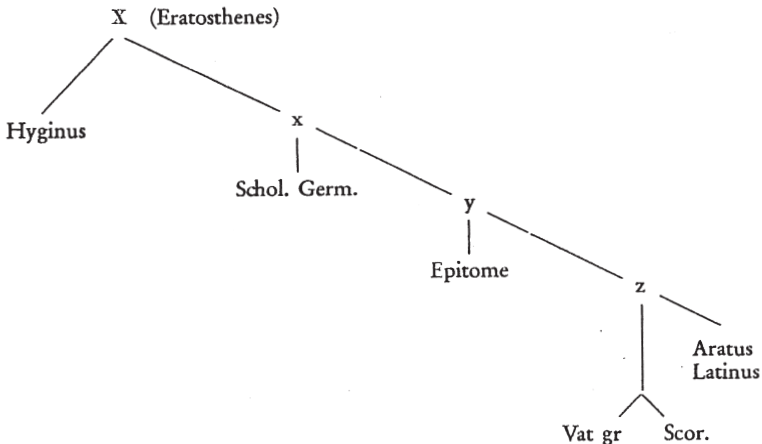 X (Eratosthenes)
x
Hyginus
Schol. Germ.
y
Epitome
z
Aratus
Latinus
Vat gr Scor.